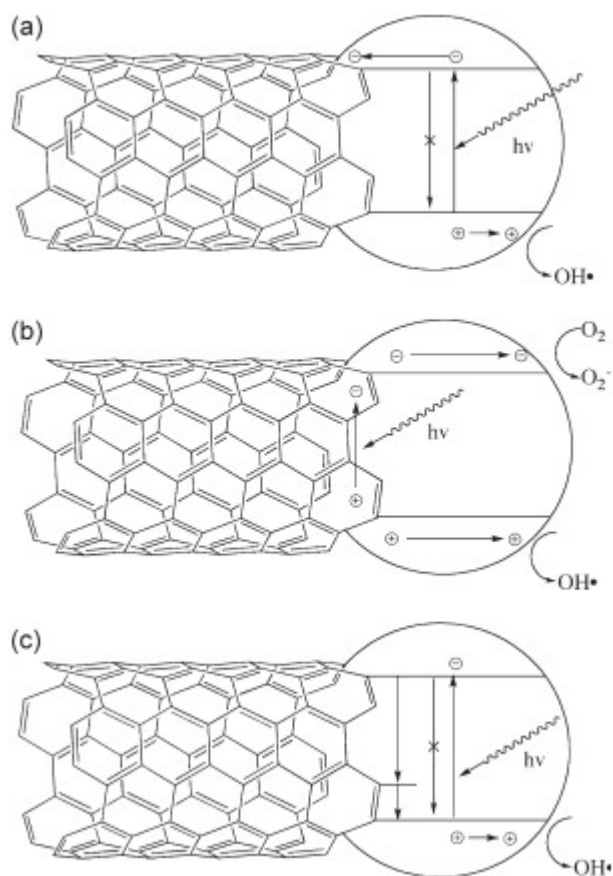 (a)
⊖ ⊖
×
hν
⊕ ⊕
OH•
(b)
⊖ ⊖
O₂
O₂⁻
⊖
hν
⊕
⊕ ⊕
OH•
(c)
⊖
×
hν
⊕ ⊕
OH•